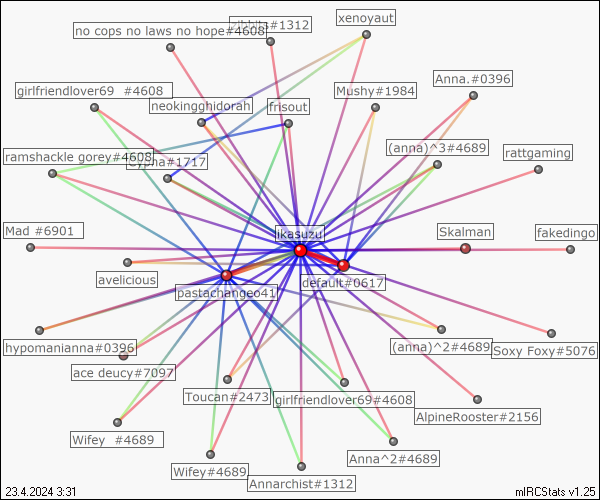 xenoyaut
zibbits#1312
no cops no laws no hope#4608
Anna.#0396
girlfriendlover69 #4608
Mushy#1984
neokingghidorah
frisout
(anna)^3#4689
rattgaming
ramshackle gorey#4608
#1717
Mad #6901
ikasuzu
Skalman
fakedingo
avelicious
default#0617
pastachangeo41
hypomanianna#0396
(anna)^2#4689
Soxy Foxy#5076
ace deucy#7097
Toucan#2473
girlfriendlover69#4608
AlpineRooster#2156
Wifey #4689
Wifey#4689
Anna^2#4689
Annarchist#1312
23.4.2024 3:31
mIRCStats v1.25